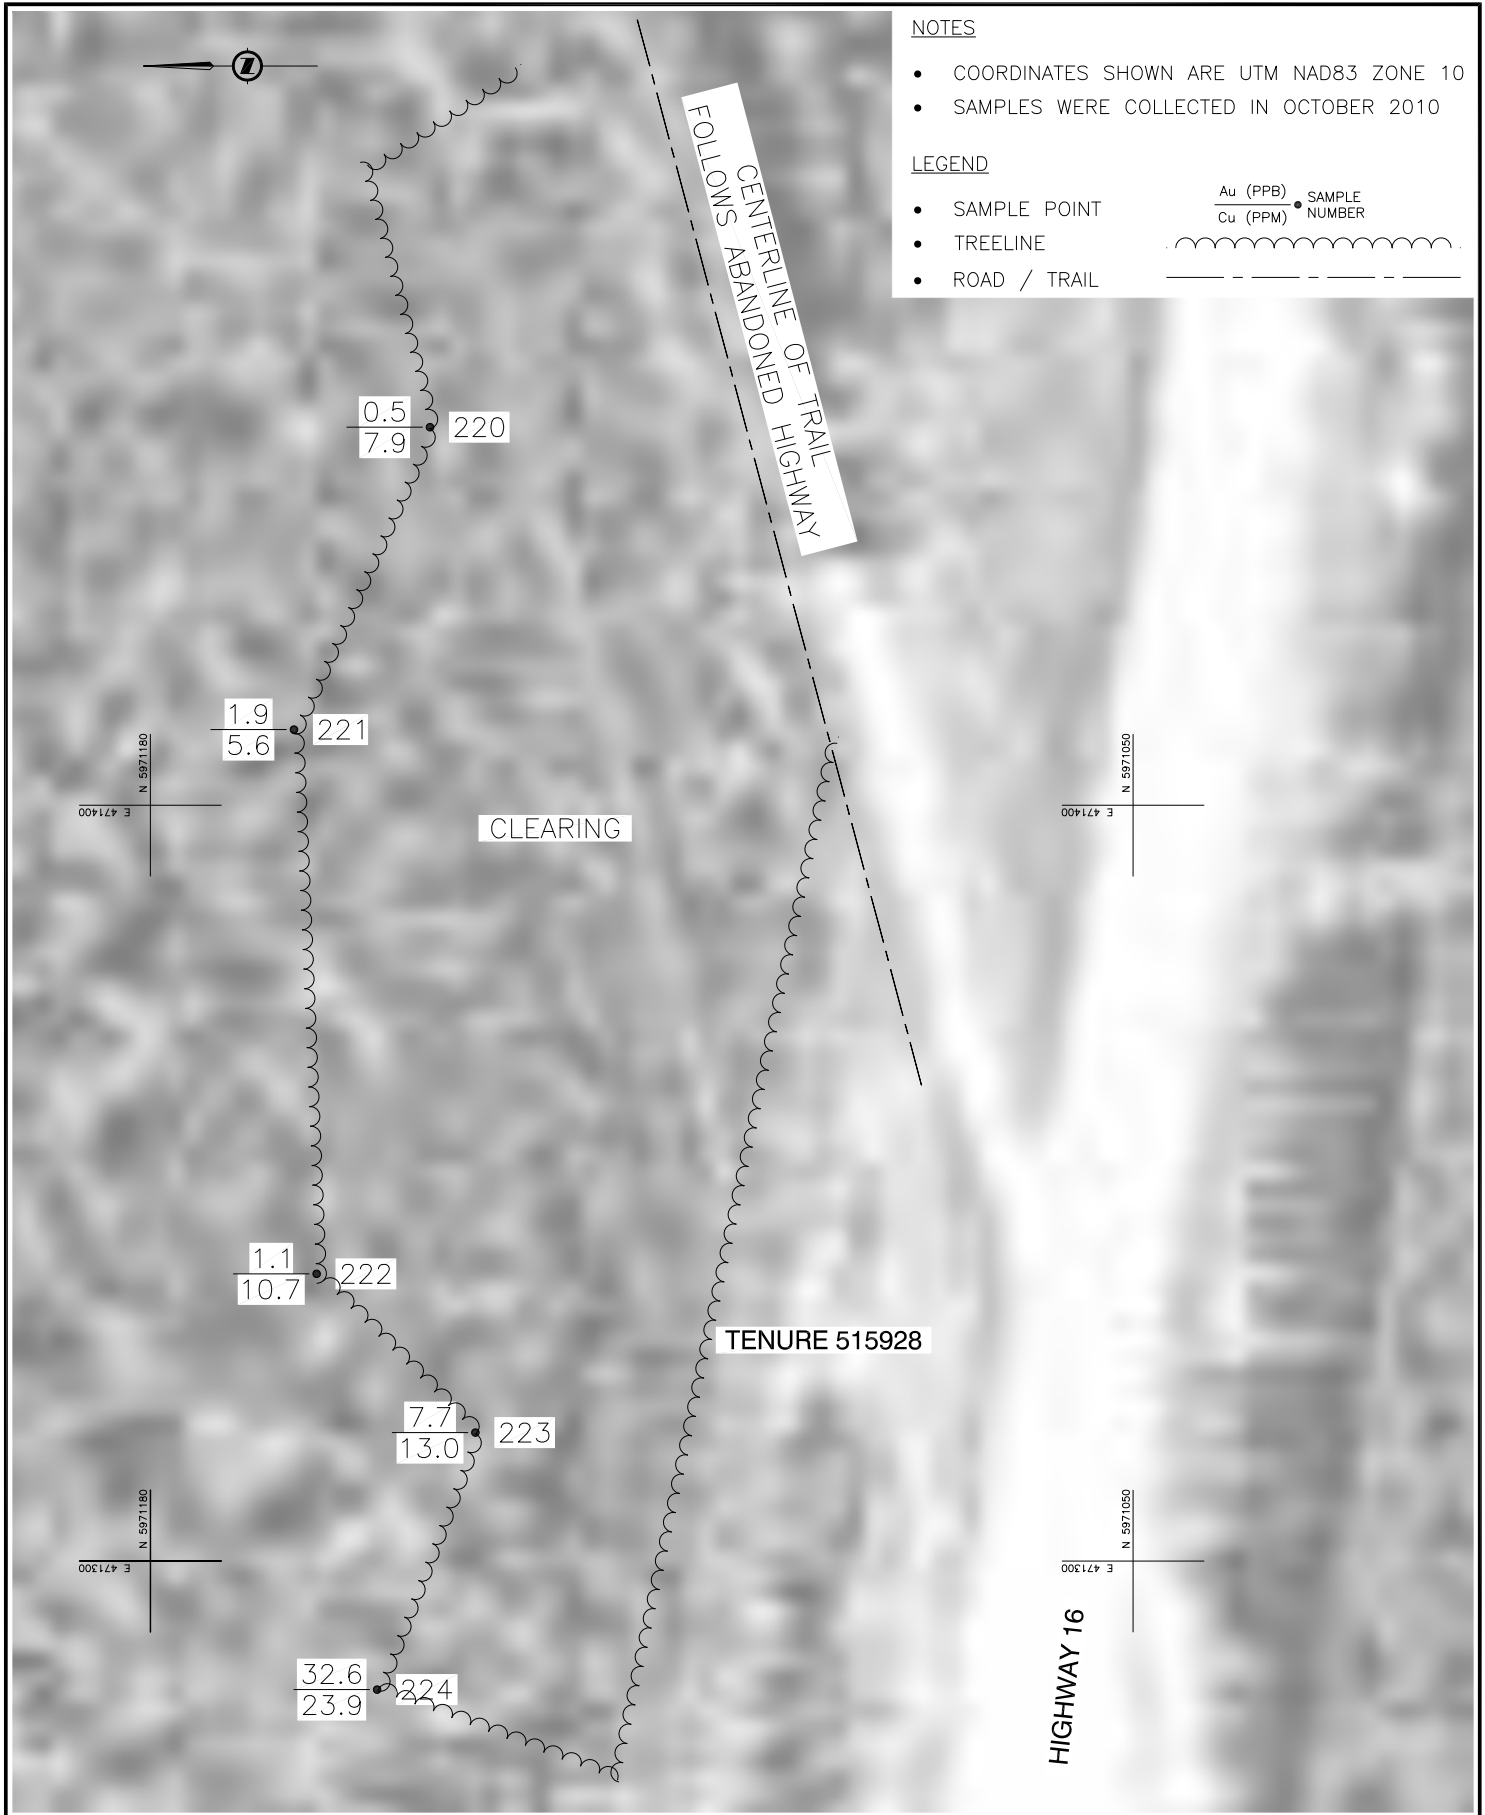 NOTES
• COORDINATES SHOWN ARE UTM NAD83 ZONE 10
• SAMPLES WERE COLLECTED IN OCTOBER 2010
LEGEND
• SAMPLE POINT
Au (PPB)
Cu (PPM)
SAMPLE
NUMBER
• TREELINE
• ROAD / TRAIL
Z
CENTERLINE OF TRAIL
FOLLOWS ABANDONED HIGHWAY
0.5
7.9
220
1.9
5.6
221
N 5971180
E 471400
N 5971050
E 471400
CLEARING
1.1
10.7
222
TENURE 515928
7.7
13.0
223
N 5971180
E 471300
N 5971050
E 471300
32.6
23.9
224
HIGHWAY 16